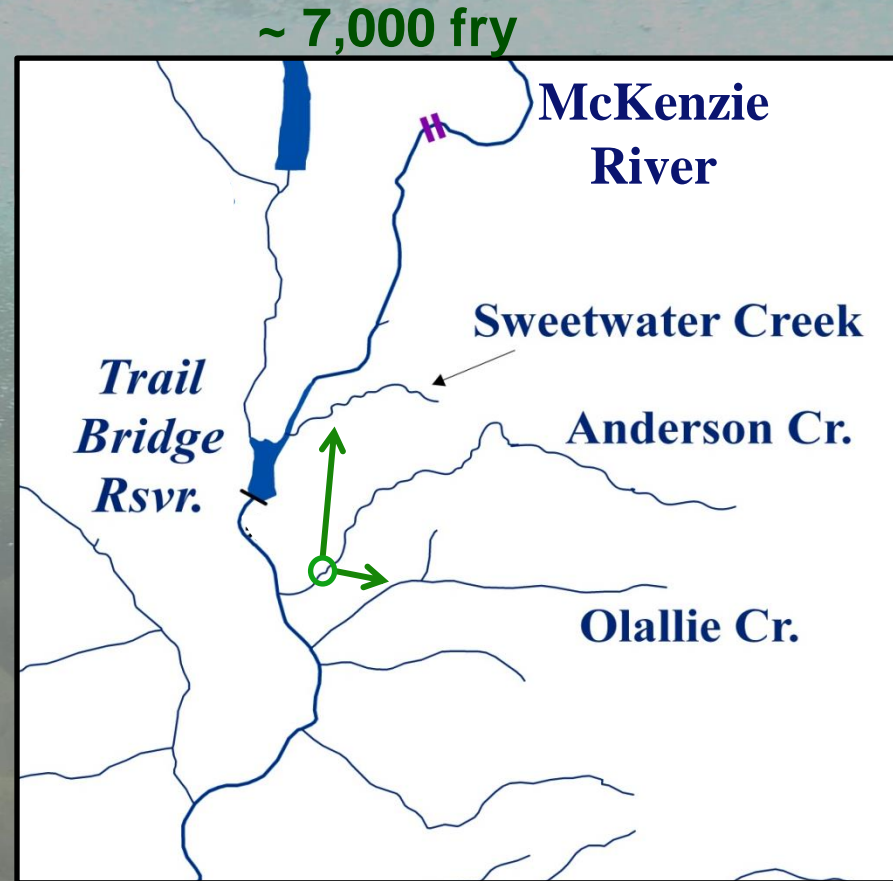 ~ 7,000 fry
McKenzie
River
Sweetwater Creek
Trail
Bridge
Rsvr.
Anderson Cr.
Olallie Cr.